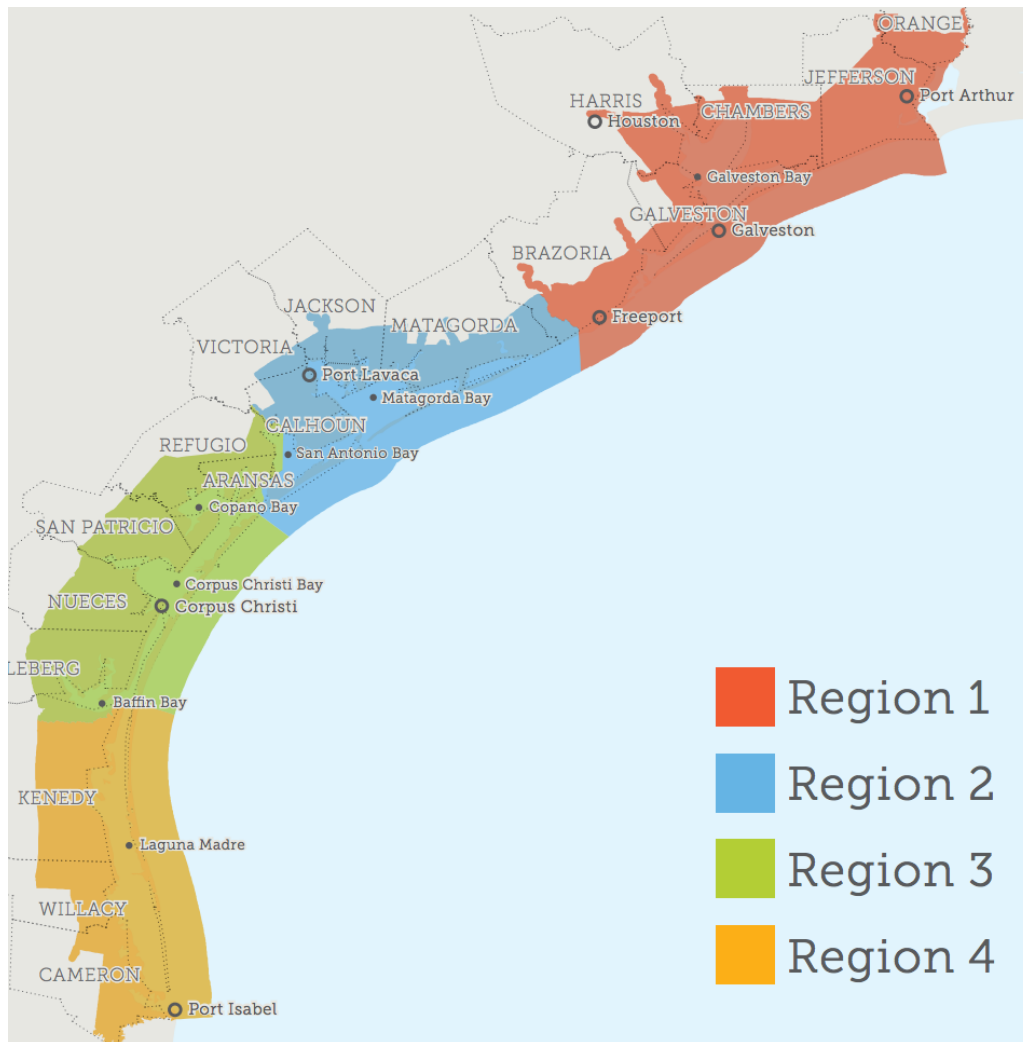 ORANGE
JEFFERSON
Port Arthur
HARRIS
CHAMBERS
Houston
Galveston Bay
GALVESTON
Galveston
BRAZORIA
JACKSON
Freeport
MATAGORDA
VICTORIA
Port Lavaca
Matagorda Bay
CALHOUN
REFUGIO
San Antonio Bay
ARANSAS
Copano Bay
SAN PATRICIO
Corpus Christi Bay
NUECES
Corpus Christi
LEBERG
Baffin Bay
Region 1
Region 2
KENEDY
Laguna Madre
Region 3
WILLACY
Region 4
CAMERON
Port Isabel